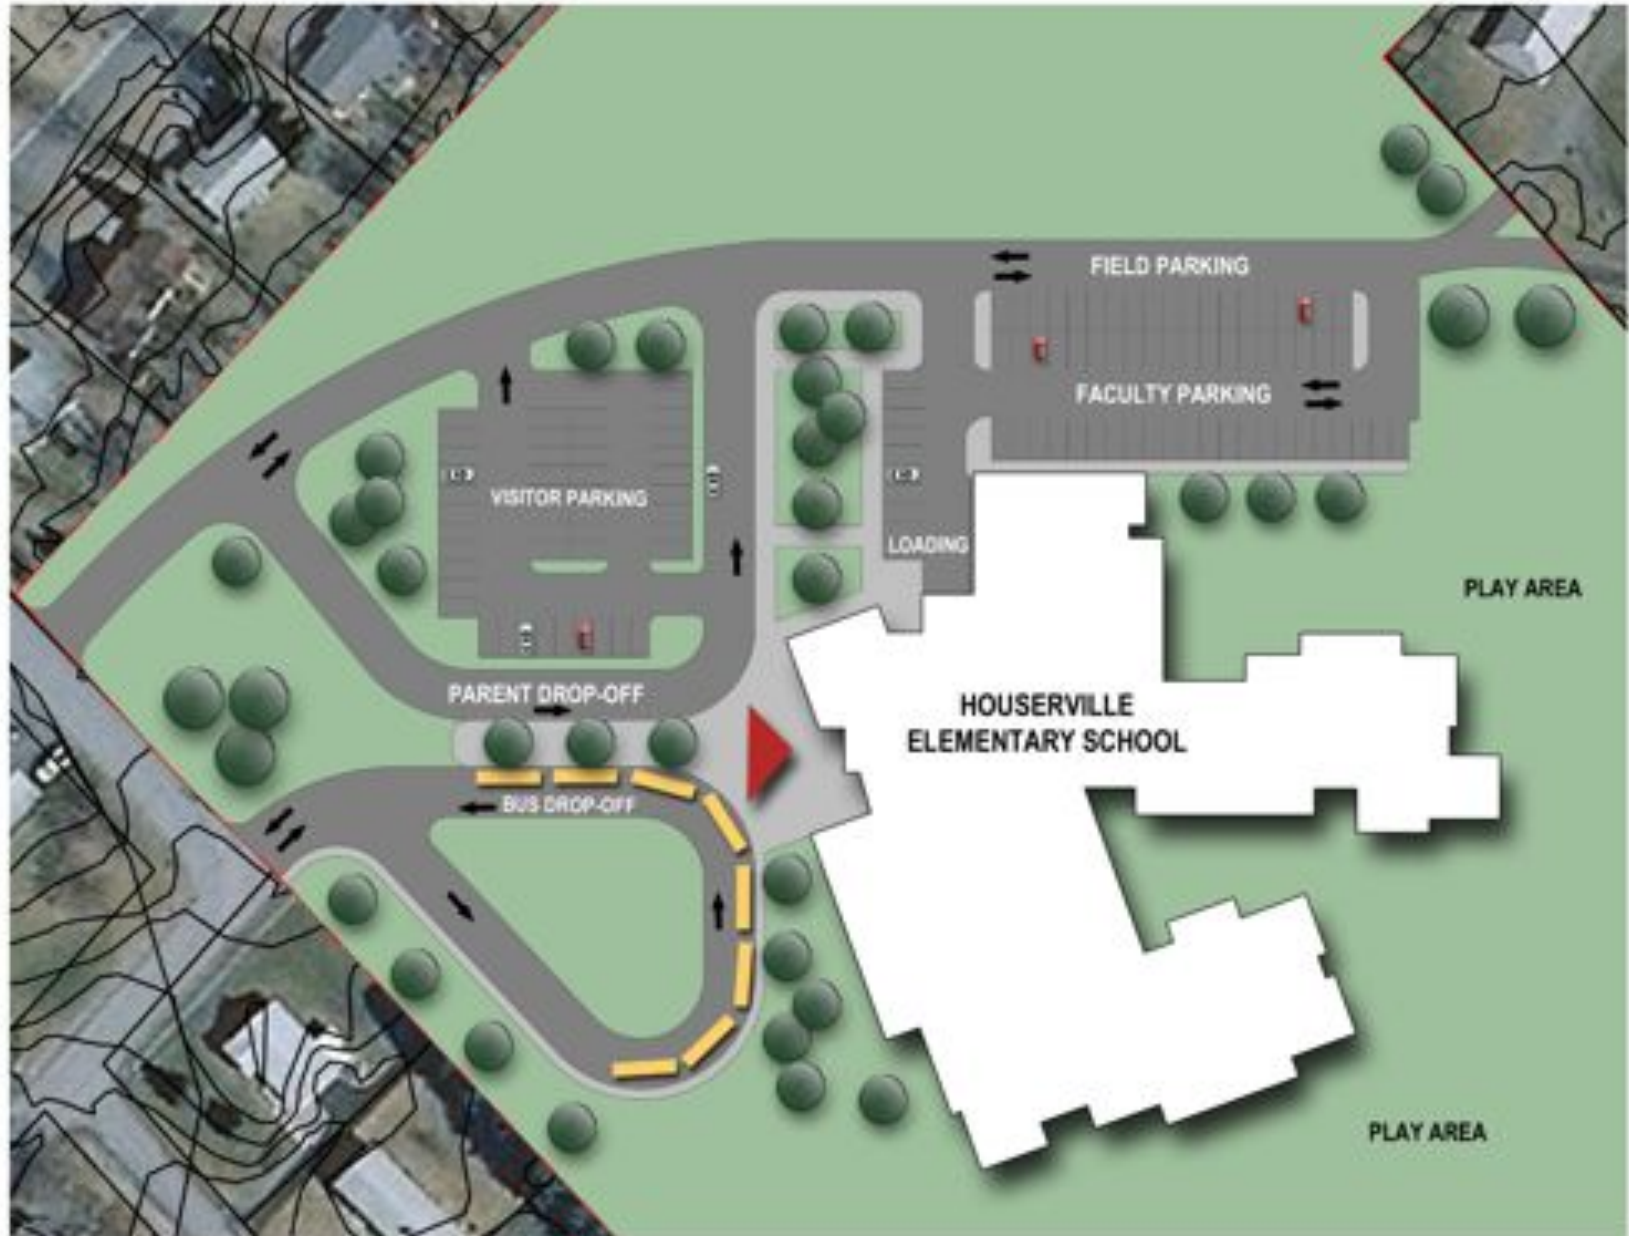 FIELD PARKING
FACULTY PARKING
VISITOR PARKING
LOADING
PLAY AREA
PARENT DROP-OFF
HOUSERVILLE
ELEMENTARY SCHOOL
BUS DROP-OFF
PLAY AREA